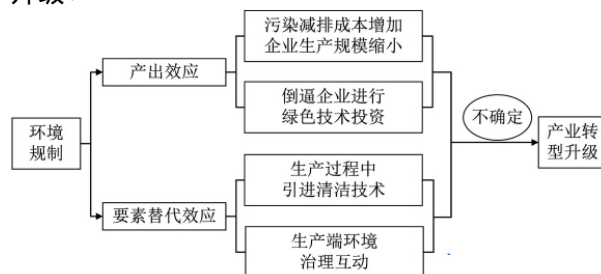 污染减排成本增加
企业生产规模缩小
产出效应
倒逼企业进行
绿色技术投资
不确定
环境
规制
产业转
型升级
生产过程中
引进清洁技术
要素替代效应
生产端环境
治理互动